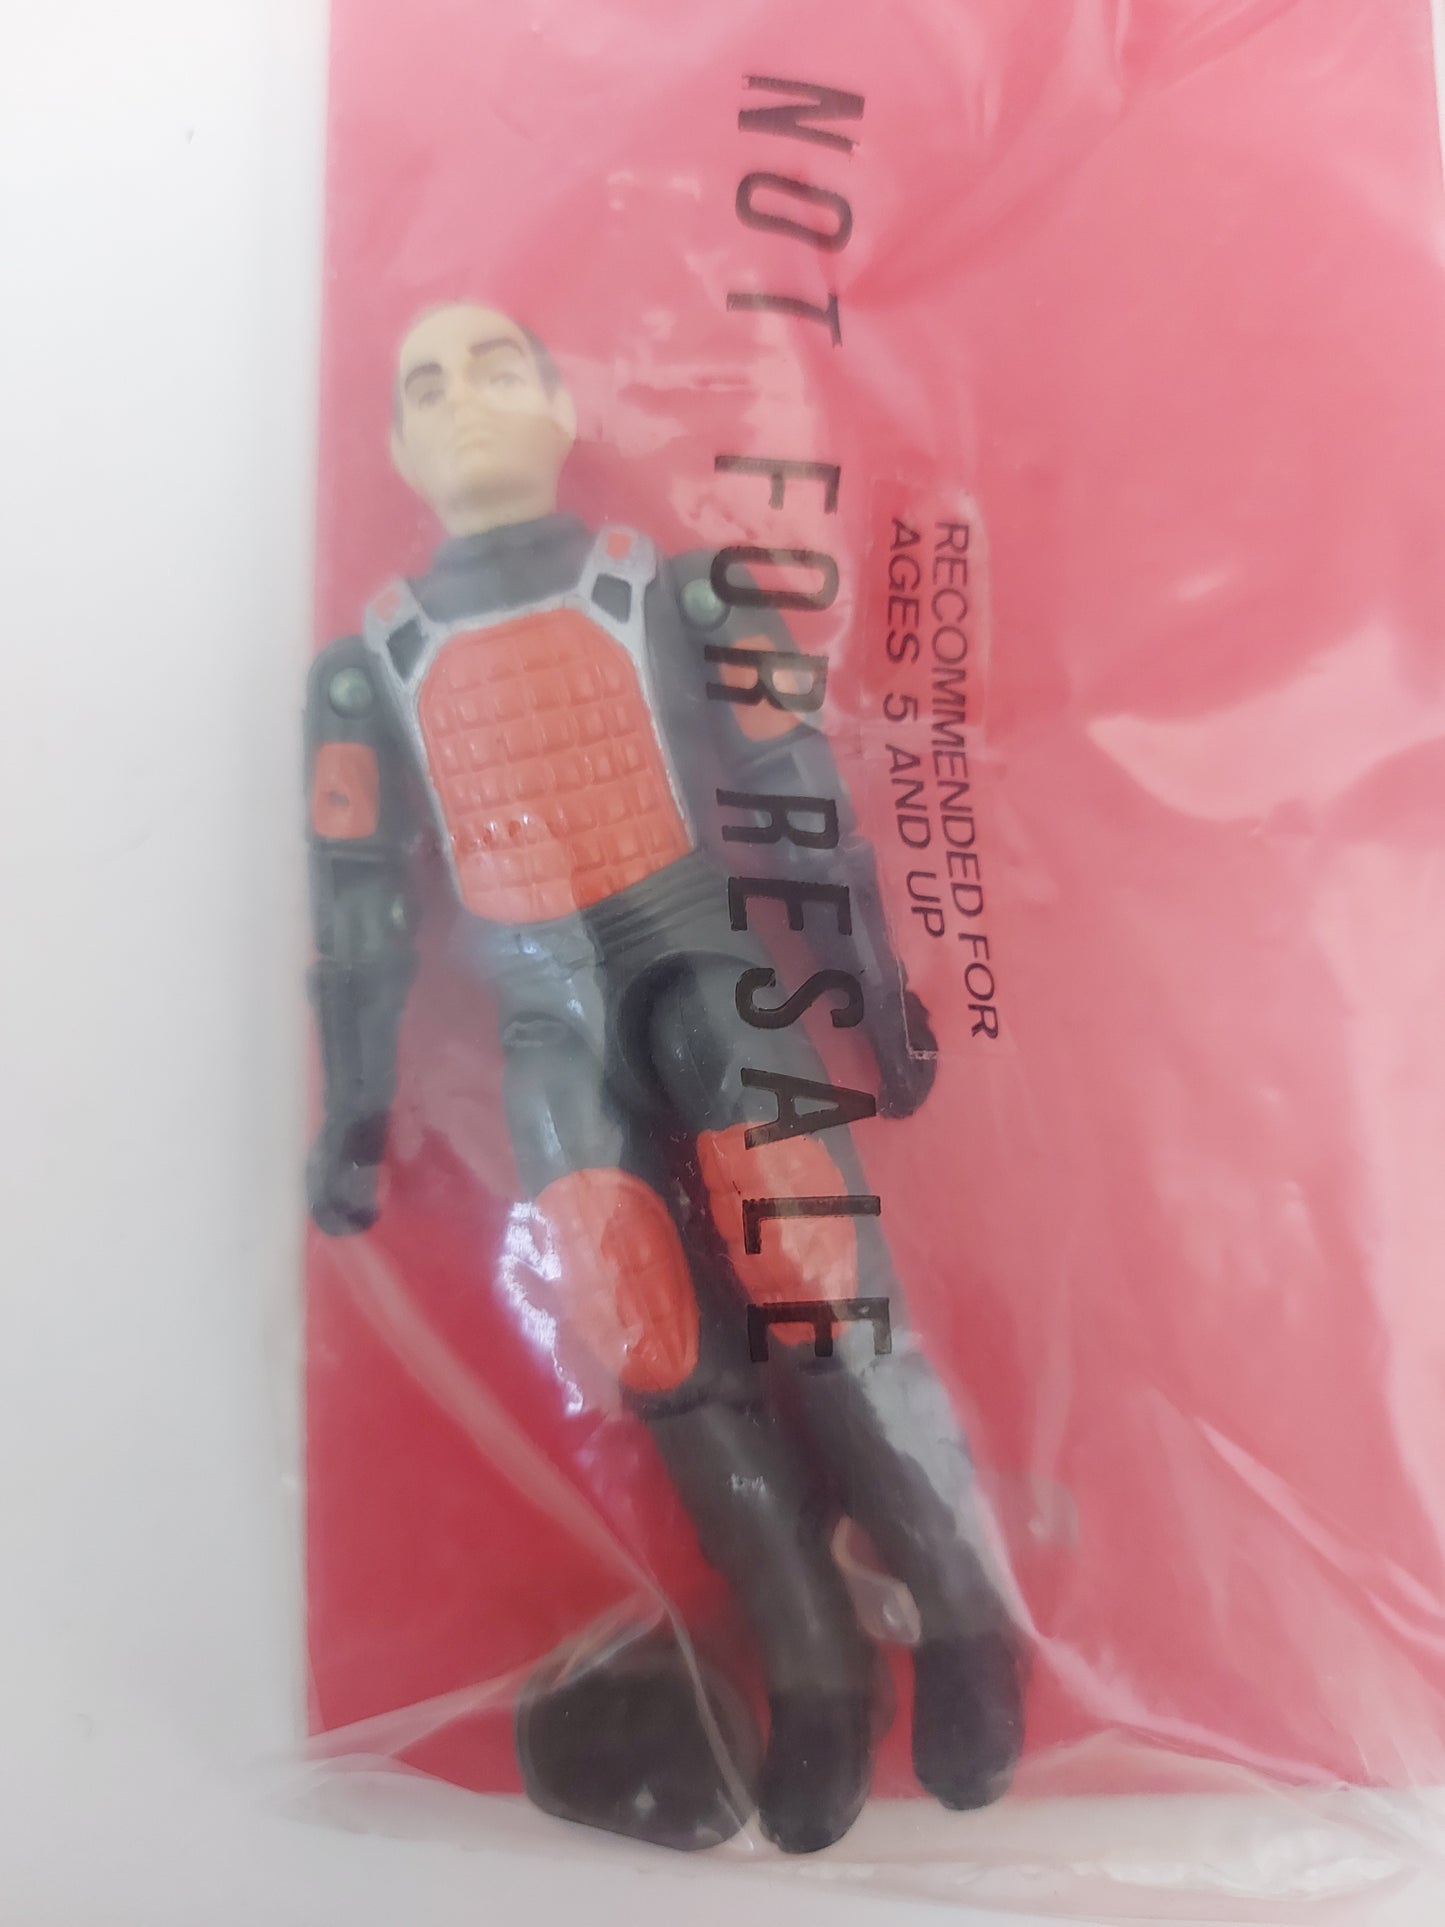 NOT FOR RESALE
RECOMMENDED FOR
AGES 5 AND UP